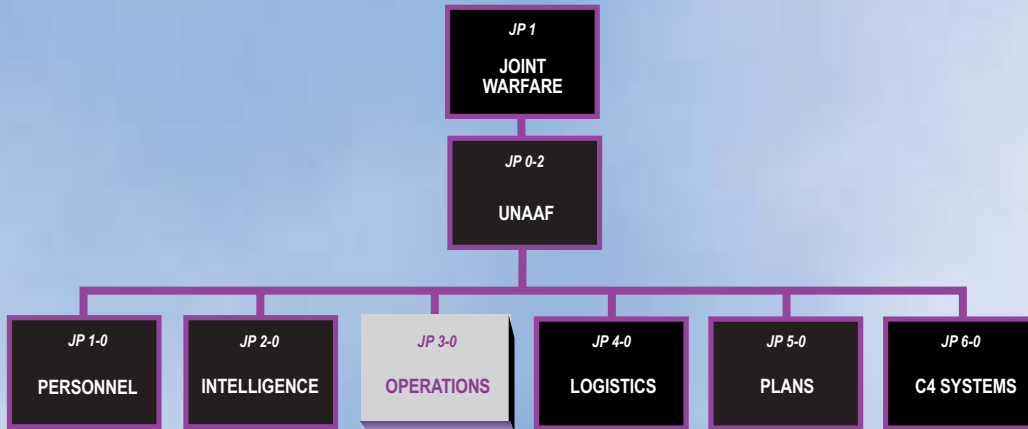 JP 1
JOINT
WARFARE
JP 0-2
UNAAF
JP 1-0
PERSONNEL
JP 2-0
INTELLIGENCE
JP 3-0
OPERATIONS
JP 4-0
LOGISTICS
JP 5-0
PLANS
JP 6-0
C4 SYSTEMS